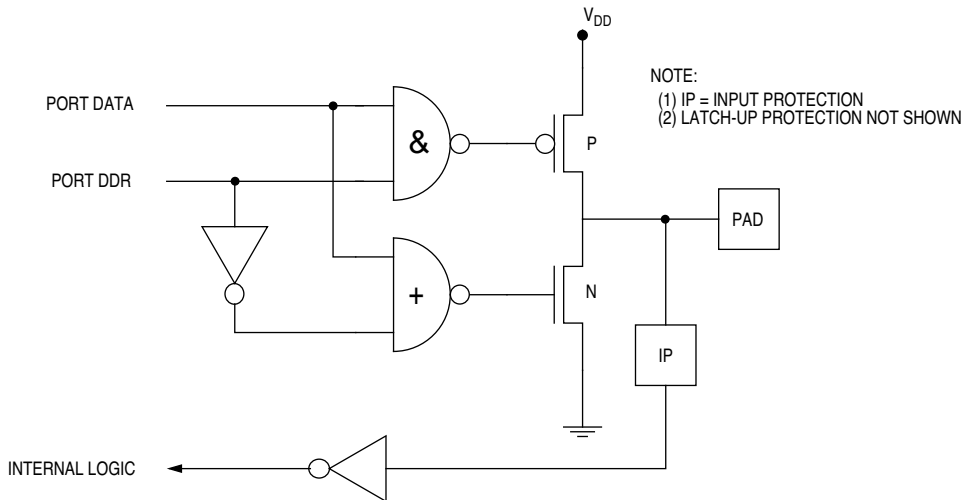 VDD
NOTE:
(1) IP = INPUT PROTECTION
(2) LATCH-UP PROTECTION NOT SHOWN
PORT DATA
&
P
PORT DDR
PAD
+
N
IP
INTERNAL LOGIC